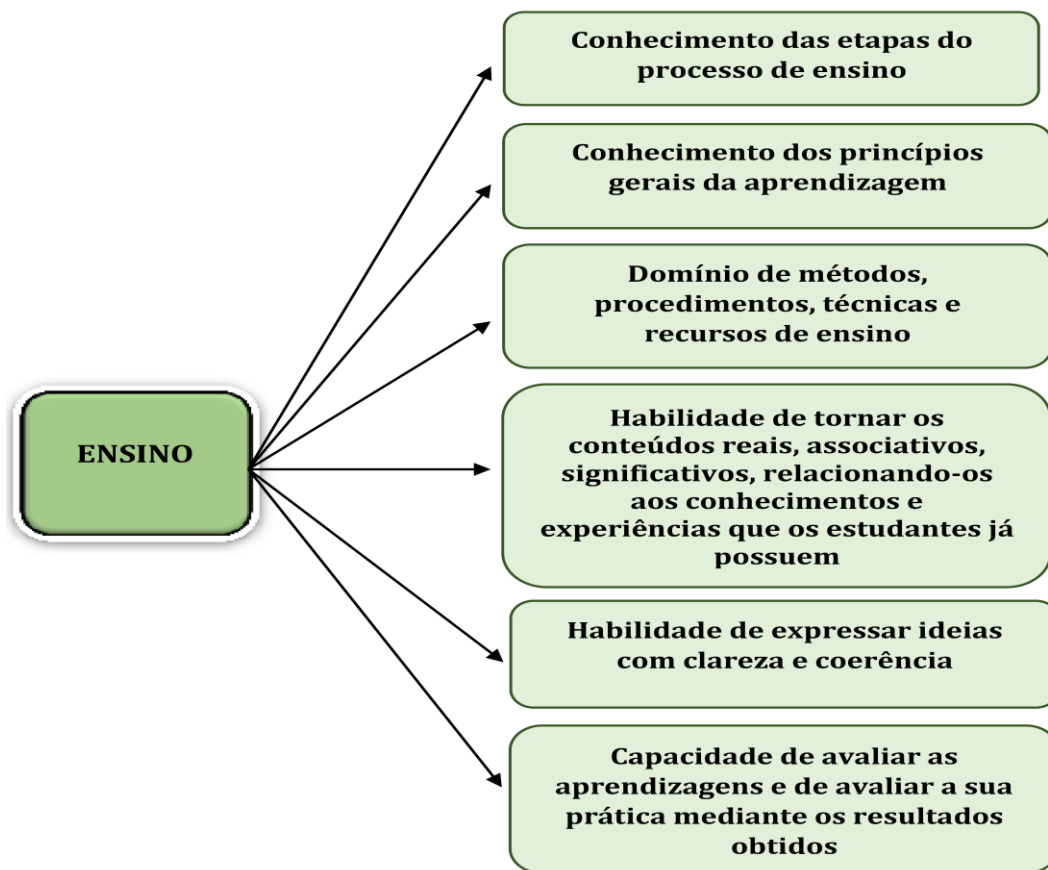 Conhecimento das etapas do
processo de ensino
Conhecimento dos princípios
gerais da aprendizagem
Domínio de métodos,
procedimentos, técnicas e
recursos de ensino
ENSINO
Habilidade de tornar os
conteúdos reais, associativos,
significativos, relacionando-os
aos conhecimentos e
experiências que os estudantes já
possuem
Habilidade de expressar ideias
com clareza e coerência
Capacidade de avaliar as
aprendizagens e de avaliar a sua
prática mediante os resultados
obtidos